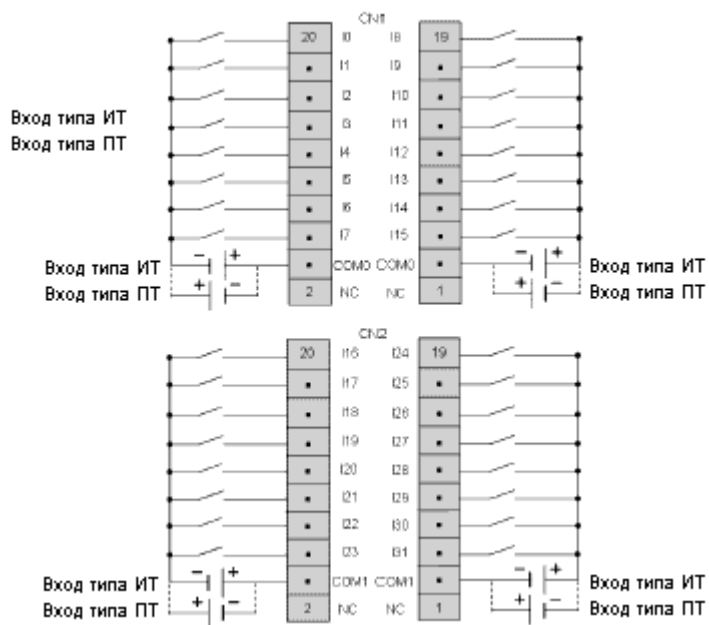 CN1
20 I0 I8 19
I1 I9
I2 I10
Вход типа ИТ
I3 I11
Вход типа ПТ
I4 I12
I5 I13
I6 I14
I7 I15
- + COM0 COM0 - +
Вход типа ИТ Вход типа ИТ
Вход типа ПТ + - 2 NC NC 1 + - Вход типа ПТ
CN2
20 I16 I24 19
I17 I25
I18 I26
I19 I27
I20 I28
I21 I29
I22 I30
I23 I31
- + COM1 COM1 - +
Вход типа ИТ Вход типа ИТ
Вход типа ПТ + - 2 NC NC 1 + - Вход типа ПТ